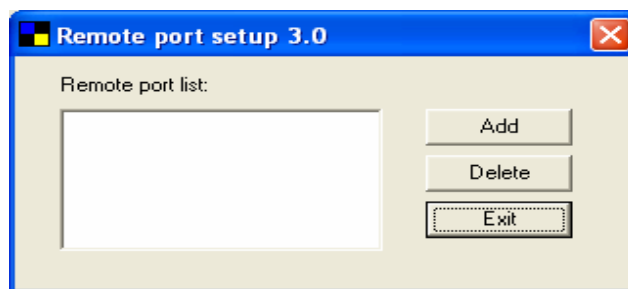 Remote port setup 3.0
Remote port list:
Add
Delete
Exit